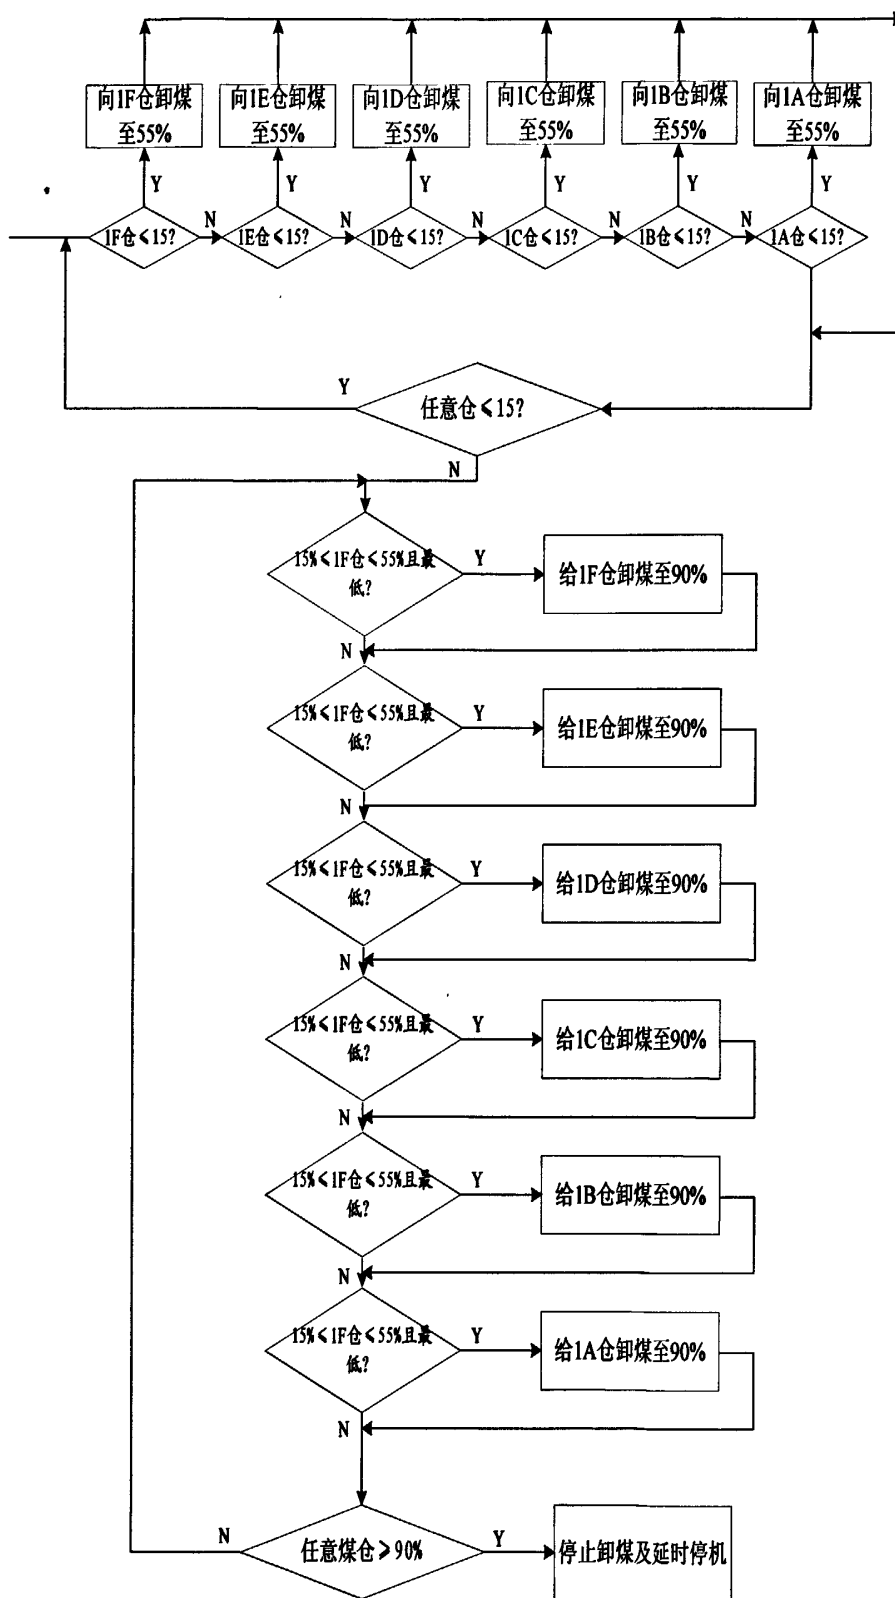 向1F仓卸煤
至55%
向1E仓卸煤
至55%
向1D仓卸煤
至55%
向1C仓卸煤
至55%
向1B仓卸煤
至55%
向1A仓卸煤
至55%
Y
Y
Y
Y
Y
Y
1F仓≤15?
N
1E仓≤15?
N
1D仓≤15?
N
1C仓≤15?
N
1B仓≤15?
N
1A仓≤15?
Y
任意仓≤15?
N
15%≤1F仓≤55%且最
低?
Y
给1F仓卸煤至90%
N
15%≤1F仓≤55%且最
低?
Y
给1E仓卸煤至90%
N
15%≤1F仓≤55%且最
低?
Y
给1D仓卸煤至90%
N
15%≤1F仓≤55%且最
低?
Y
给1C仓卸煤至90%
N
15%≤1F仓≤55%且最
低?
Y
给1B仓卸煤至90%
N
15%≤1F仓≤55%且最
低?
Y
给1A仓卸煤至90%
N
N
任意煤仓≥90%
Y
停止卸煤及延时停机